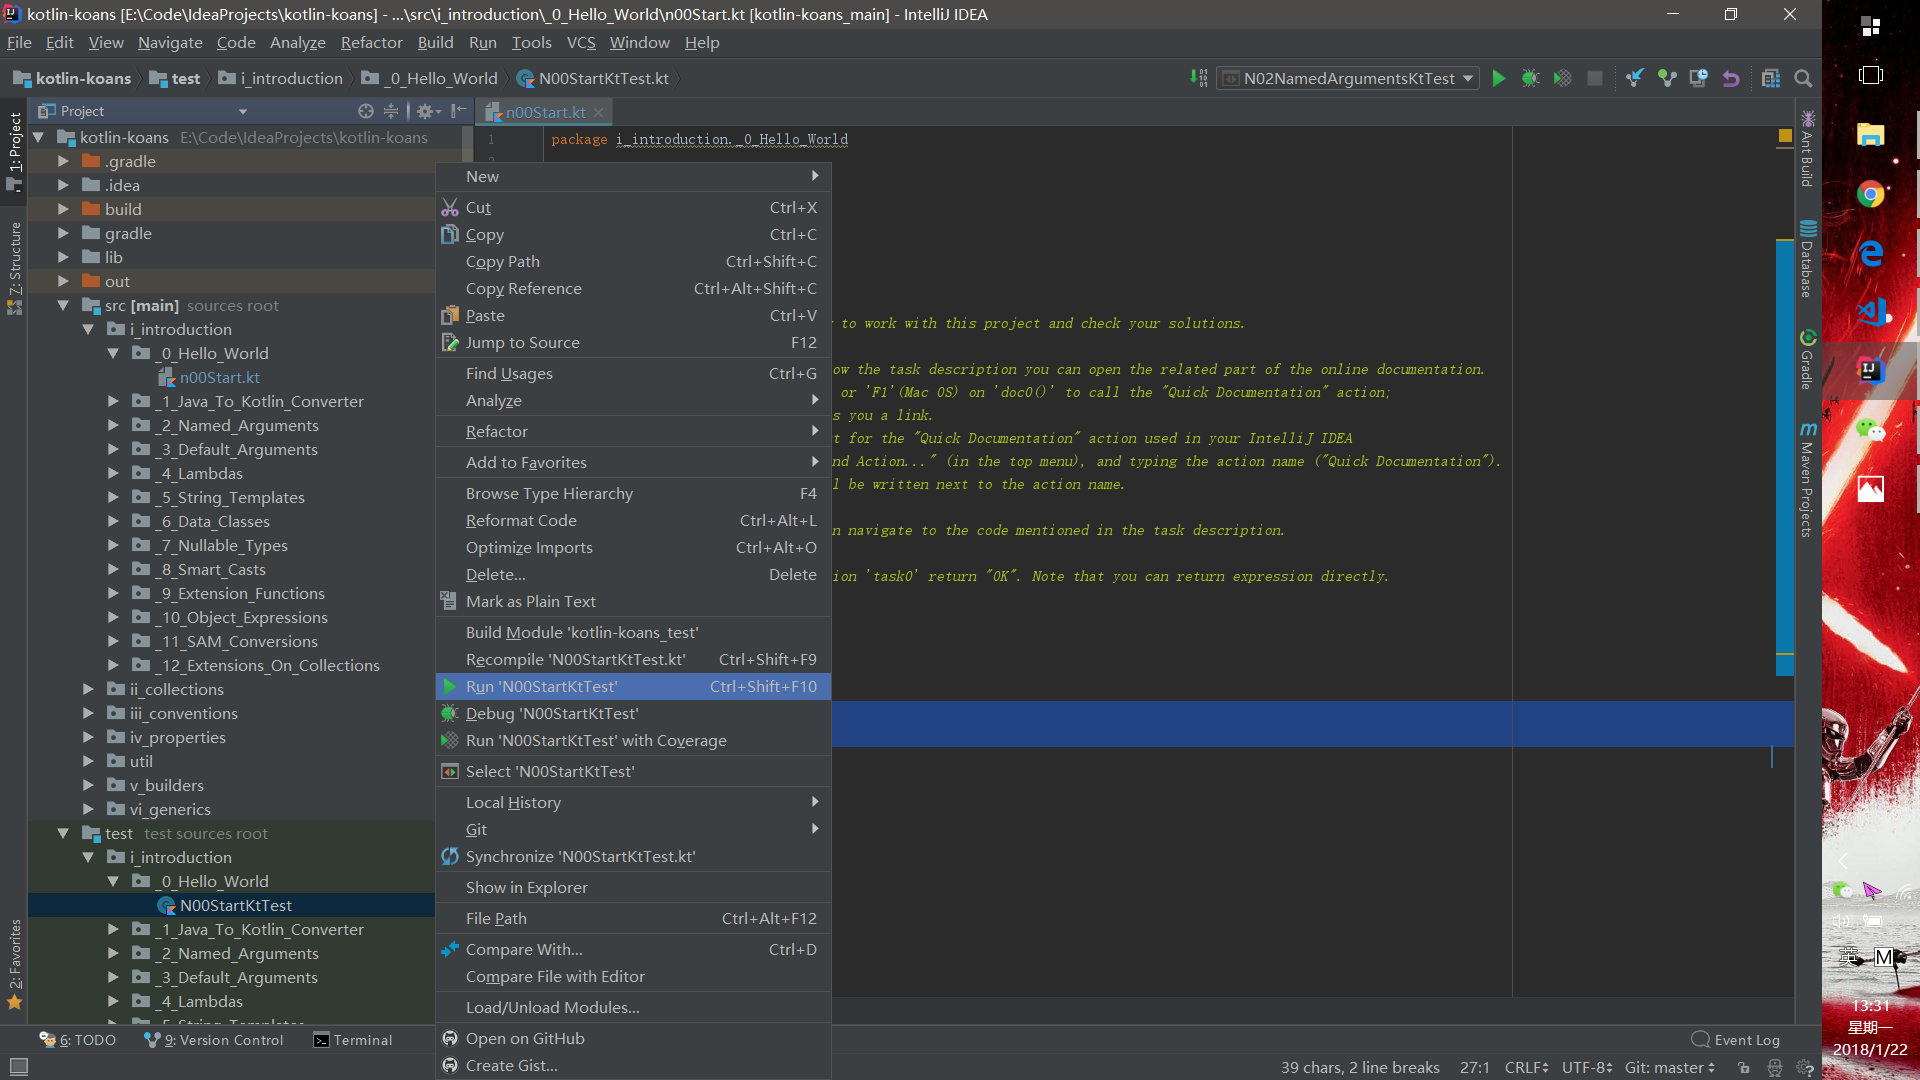 kotlin-koans [E:\Code\IdeaProjects\kotlin-koans] - ...\src\i_introduction\_0_Hello_World\n00Start.kt [kotlin-koans_main] - IntelliJ IDEA
File Edit View Navigate Code Analyze Refactor Build Run Tools VCS Window Help
kotlin-koans test i_introduction _0_Hello_World N00StartKtTest.kt N02NamedArgumentsKtTest
1: Project
7: Structure
2: Favorites
Project
kotlin-koans E:\Code\IdeaProjects\kotlin-koans
.gradle
.idea
build
gradle
lib
out
src [main] sources root
i_introduction
_0_Hello_World
n00Start.kt
_1_Java_To_Kotlin_Converter
_2_Named_Arguments
_3_Default_Arguments
_4_Lambdas
_5_String_Templates
_6_Data_Classes
_7_Nullable_Types
_8_Smart_Casts
_9_Extension_Functions
_10_Object_Expressions
_11_SAM_Conversions
_12_Extensions_On_Collections
ii_collections
iii_conventions
iv_properties
util
v_builders
vi_generics
test test sources root
i_introduction
_0_Hello_World
N00StartKtTest
_1_Java_To_Kotlin_Converter
_2_Named_Arguments
_3_Default_Arguments
_4_Lambdas
n00Start.kt
1 package i_introduction._0_Hello_World
to work with this project and check your solutions.
ow the task description you can open the related part of the online documentation.
or 'F1'(Mac OS) on 'doc0()' to call the "Quick Documentation" action;
s you a link.
t for the "Quick Documentation" action used in your IntelliJ IDEA
nd Action..." (in the top menu), and typing the action name ("Quick Documentation").
l be written next to the action name.
n navigate to the code mentioned in the task description.
ion 'task0' return "OK". Note that you can return expression directly.
New
Cut Ctrl+X
Copy Ctrl+C
Copy Path Ctrl+Shift+C
Copy Reference Ctrl+Alt+Shift+C
Paste Ctrl+V
Jump to Source F12
Find Usages Ctrl+G
Analyze
Refactor
Add to Favorites
Browse Type Hierarchy F4
Reformat Code Ctrl+Alt+L
Optimize Imports Ctrl+Alt+O
Delete... Delete
Mark as Plain Text
Build Module 'kotlin-koans_test'
Recompile 'N00StartKtTest.kt' Ctrl+Shift+F9
Run 'N00StartKtTest' Ctrl+Shift+F10
Debug 'N00StartKtTest'
Run 'N00StartKtTest' with Coverage
Select 'N00StartKtTest'
Local History
Git
Synchronize 'N00StartKtTest.kt'
Show in Explorer
File Path Ctrl+Alt+F12
Compare With... Ctrl+D
Compare File with Editor
Load/Unload Modules...
Open on GitHub
Create Gist...
Ant Build
Database
Gradle
Maven Projects
6: TODO 9: Version Control Terminal Event Log
39 chars, 2 line breaks 27:1 CRLF UTF-8 Git: master
英 M
13:31
星期一
2018/1/22